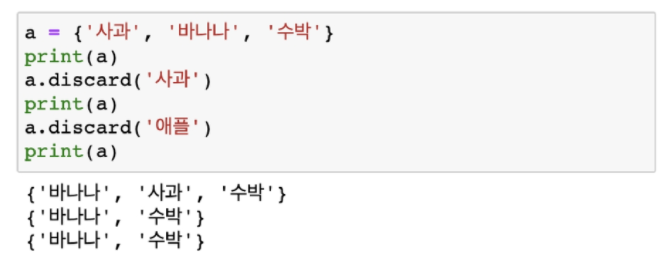 a = {'사과', '바나나', '수박'}
print(a)
a.discard('사과')
print(a)
a.discard('애플')
print(a)
{'바나나', '사과', '수박'}
{'바나나', '수박'}
{'바나나', '수박'}